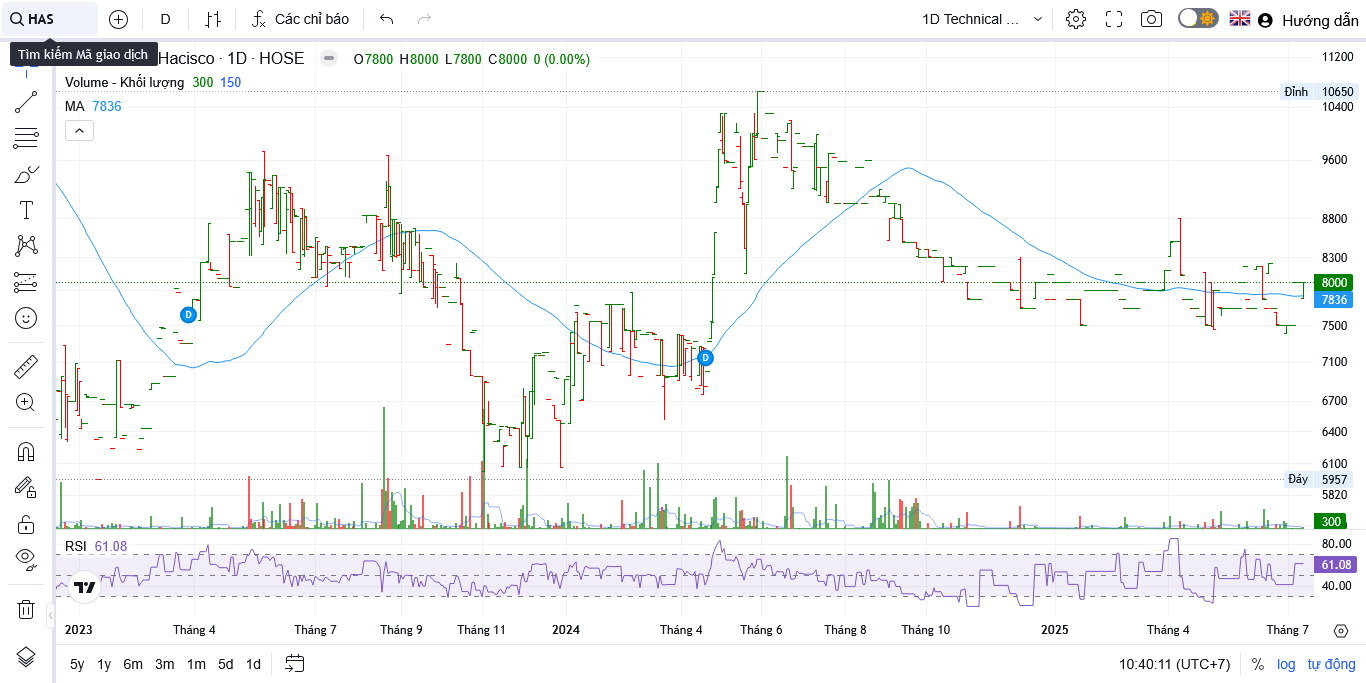 HAS
D
Các chỉ báo
1D Technical ...
Hướng dẫn
Tìm kiếm Mã giao dịch
Hacisco · 1D · HOSE
O7800 H8000 L7800 C8000 0 (0.00%)
Volume - Khối lượng 300 150
MA 7836
11200
Đỉnh 10650
10400
9600
8800
8300
8000
7836
7500
7100
6700
6400
6100
Đáy 5957
5820
300
D
D
RSI 61.08
80.00
61.08
40.00
2023 Tháng 4 Tháng 7 Tháng 9 Tháng 11 2024 Tháng 4 Tháng 6 Tháng 8 Tháng 10 2025 Tháng 4 Tháng 7
5y 1y 6m 3m 1m 5d 1d
10:40:11 (UTC+7) % log tự động